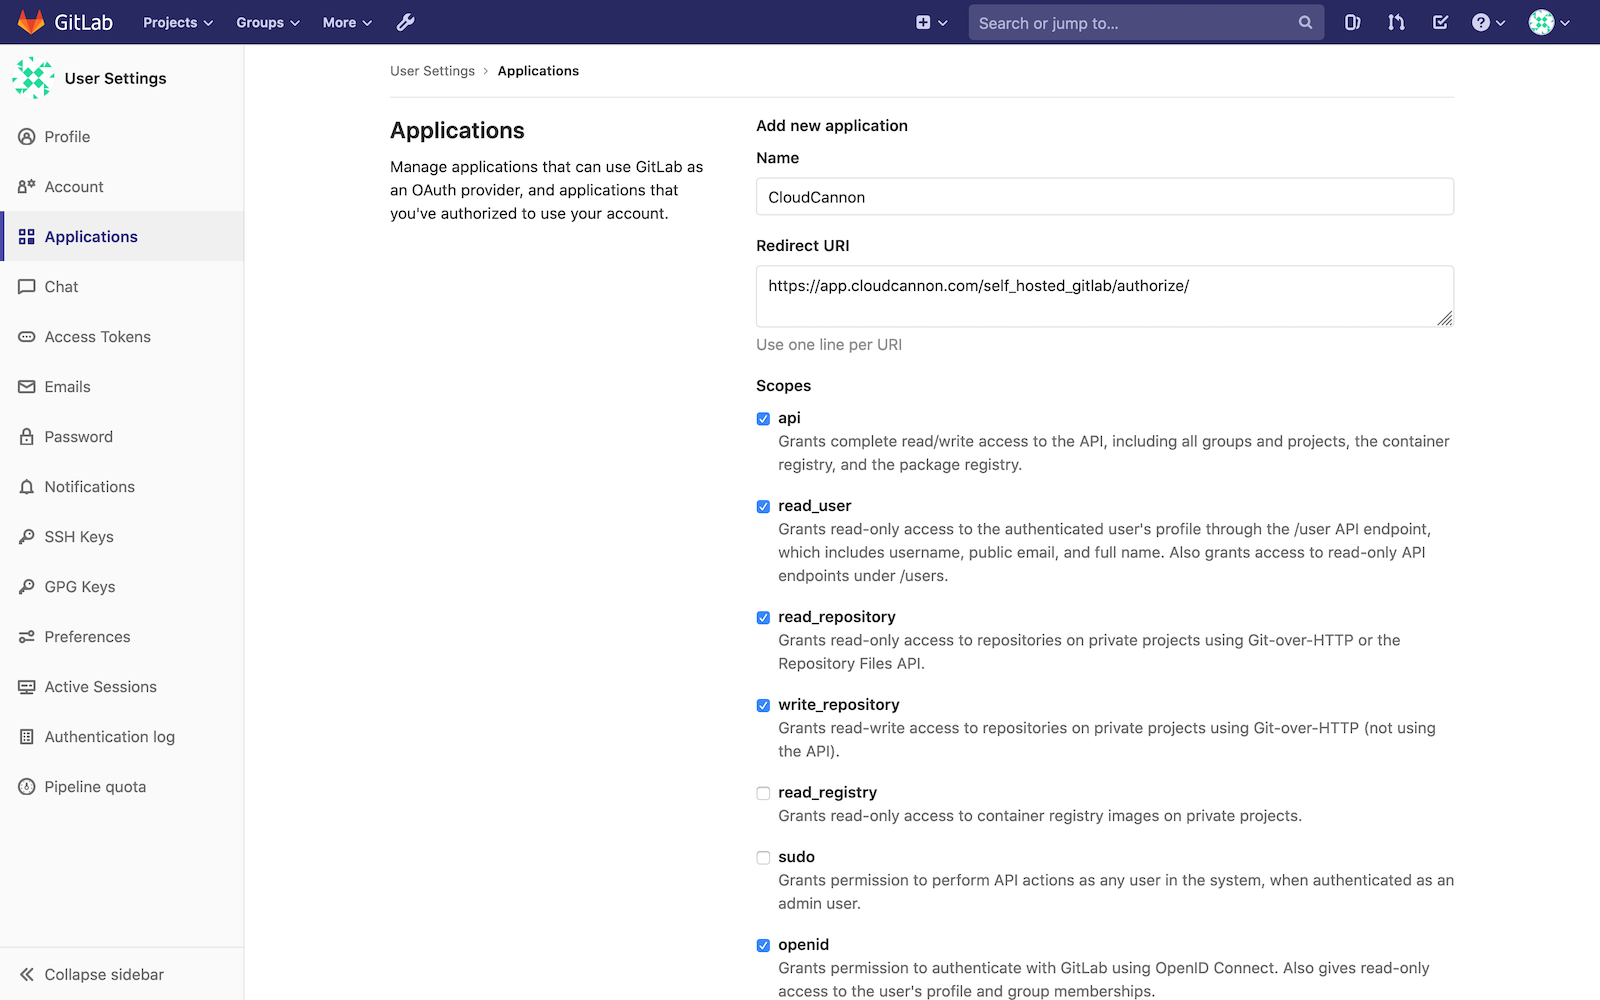 GitLab
Projects
Groups
More
Search or jump to...
User Settings
Profile
Account
Applications
Chat
Access Tokens
Emails
Password
Notifications
SSH Keys
GPG Keys
Preferences
Active Sessions
Authentication log
Pipeline quota
Collapse sidebar
User Settings › Applications
Applications
Manage applications that can use GitLab as
an OAuth provider, and applications that
you've authorized to use your account.
Add new application
Name
CloudCannon
Redirect URI
https://app.cloudcannon.com/self_hosted_gitlab/authorize/
Use one line per URI
Scopes
api
Grants complete read/write access to the API, including all groups and projects, the container
registry, and the package registry.
read_user
Grants read-only access to the authenticated user's profile through the /user API endpoint,
which includes username, public email, and full name. Also grants access to read-only API
endpoints under /users.
read_repository
Grants read-only access to repositories on private projects using Git-over-HTTP or the
Repository Files API.
write_repository
Grants read-write access to repositories on private projects using Git-over-HTTP (not using
the API).
read_registry
Grants read-only access to container registry images on private projects.
sudo
Grants permission to perform API actions as any user in the system, when authenticated as an
admin user.
openid
Grants permission to authenticate with GitLab using OpenID Connect. Also gives read-only
access to the user's profile and group memberships.